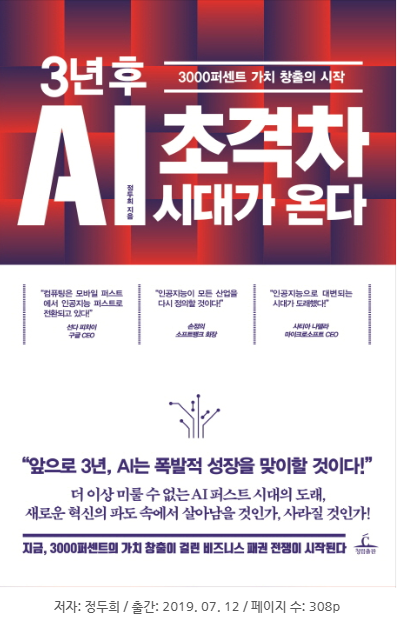 3년 후
3000퍼센트 가치 창출의 시작
AI 초격차
시대가 온다
정두희 지음
“컴퓨팅은 모바일 퍼스트
에서 인공지능 퍼스트로
전환되고 있다!”
선다 피차이
구글 CEO
“인공지능이 모든 산업을
다시 정의할 것이다!”
손정의
소프트뱅크 회장
“인공지능으로 대변되는
시대가 도래했다!”
사티아 나델라
마이크로소프트 CEO
“앞으로 3년, AI는 폭발적 성장을 맞이할 것이다!”
더 이상 미룰 수 없는 AI 퍼스트 시대의 도래,
새로운 혁신의 파도 속에서 살아남을 것인가, 사라질 것인가!
지금, 3000퍼센트의 가치 창출이 걸린 비즈니스 패권 전쟁이 시작된다
청림출판
저자: 정두희 / 출간: 2019. 07. 12 / 페이지 수: 308p